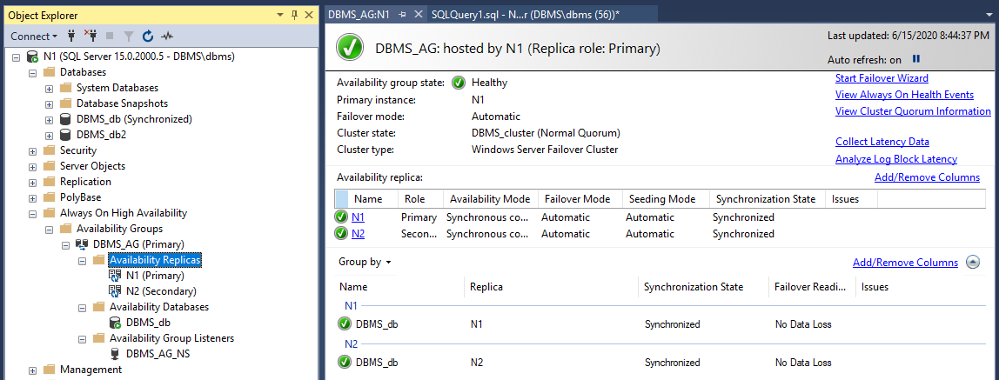 Object Explorer
Connect
N1 (SQL Server 15.0.2000.5 - DBMS\dbms)
Databases
System Databases
Database Snapshots
DBMS_db (Synchronized)
DBMS_db2
Security
Server Objects
Replication
PolyBase
Always On High Availability
Availability Groups
DBMS_AG (Primary)
Availability Replicas
N1 (Primary)
N2 (Secondary)
Availability Databases
DBMS_db
Availability Group Listeners
DBMS_AG_NS
Management
DBMS_AG:N1 SQLQuery1.sql - N...r (DBMS\dbms (56))*
DBMS_AG: hosted by N1 (Replica role: Primary)
Last updated: 6/15/2020 8:44:37 PM
Auto refresh: on
Availability group state: Healthy
Primary instance: N1
Failover mode: Automatic
Cluster state: DBMS_cluster (Normal Quorum)
Cluster type: Windows Server Failover Cluster
Start Failover Wizard
View Always On Health Events
View Cluster Quorum Information
Collect Latency Data
Analyze Log Block Latency
Availability replica: Add/Remove Columns
Name Role Availability Mode Failover Mode Seeding Mode Synchronization State Issues
N1 Primary Synchronous co... Automatic Automatic Synchronized
N2 Secon... Synchronous co... Automatic Automatic Synchronized
Group by Add/Remove Columns
Name Replica Synchronization State Failover Readi... Issues
N1
DBMS_db N1 Synchronized No Data Loss
N2
DBMS_db N2 Synchronized No Data Loss